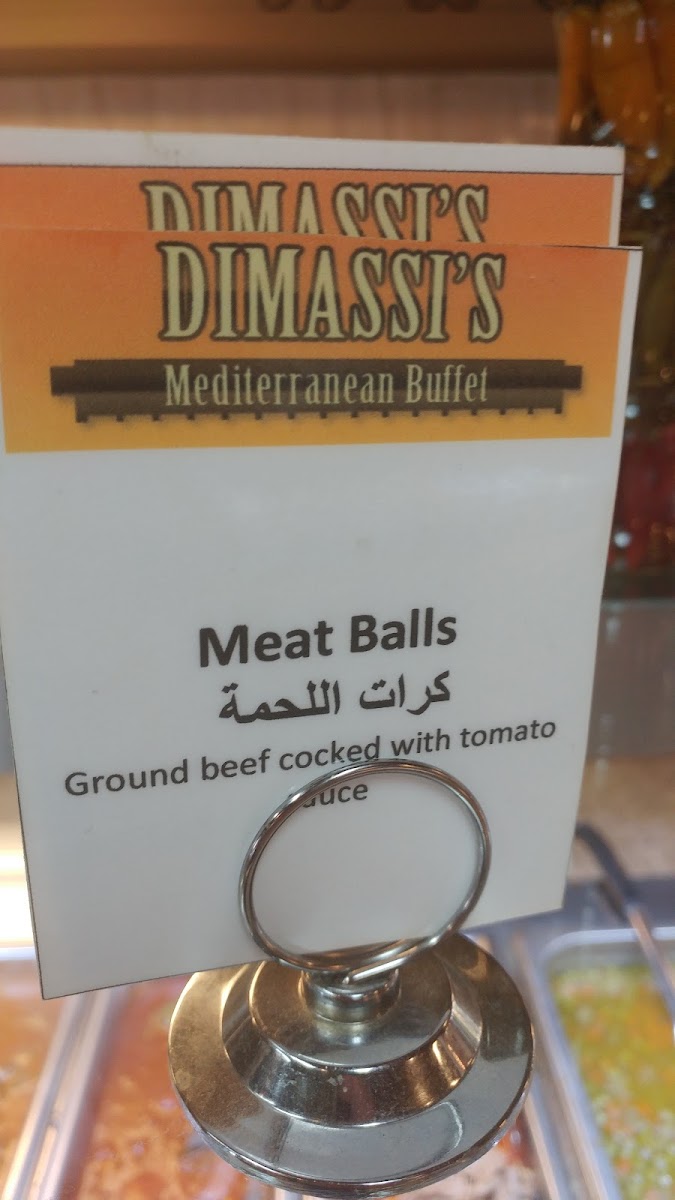 DIMASSI'S
DIMASSI'S
Mediterranean Buffet
Meat Balls
كرات اللحمة
Ground beef cocked with tomato